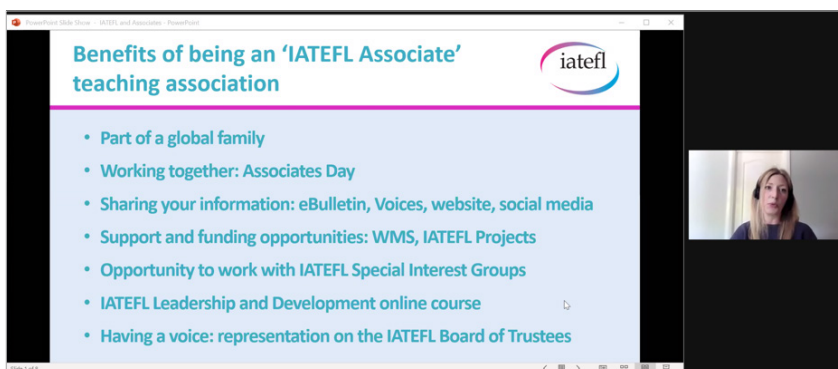 PowerPoint Slide Show - IATEFL and Associates - PowerPoint
Benefits of being an 'IATEFL Associate'
teaching association
iatefl
• Part of a global family
• Working together: Associates Day
• Sharing your information: eBulletin, Voices, website, social media
• Support and funding opportunities: WMS, IATEFL Projects
• Opportunity to work with IATEFL Special Interest Groups
• IATEFL Leadership and Development online course
• Having a voice: representation on the IATEFL Board of Trustees